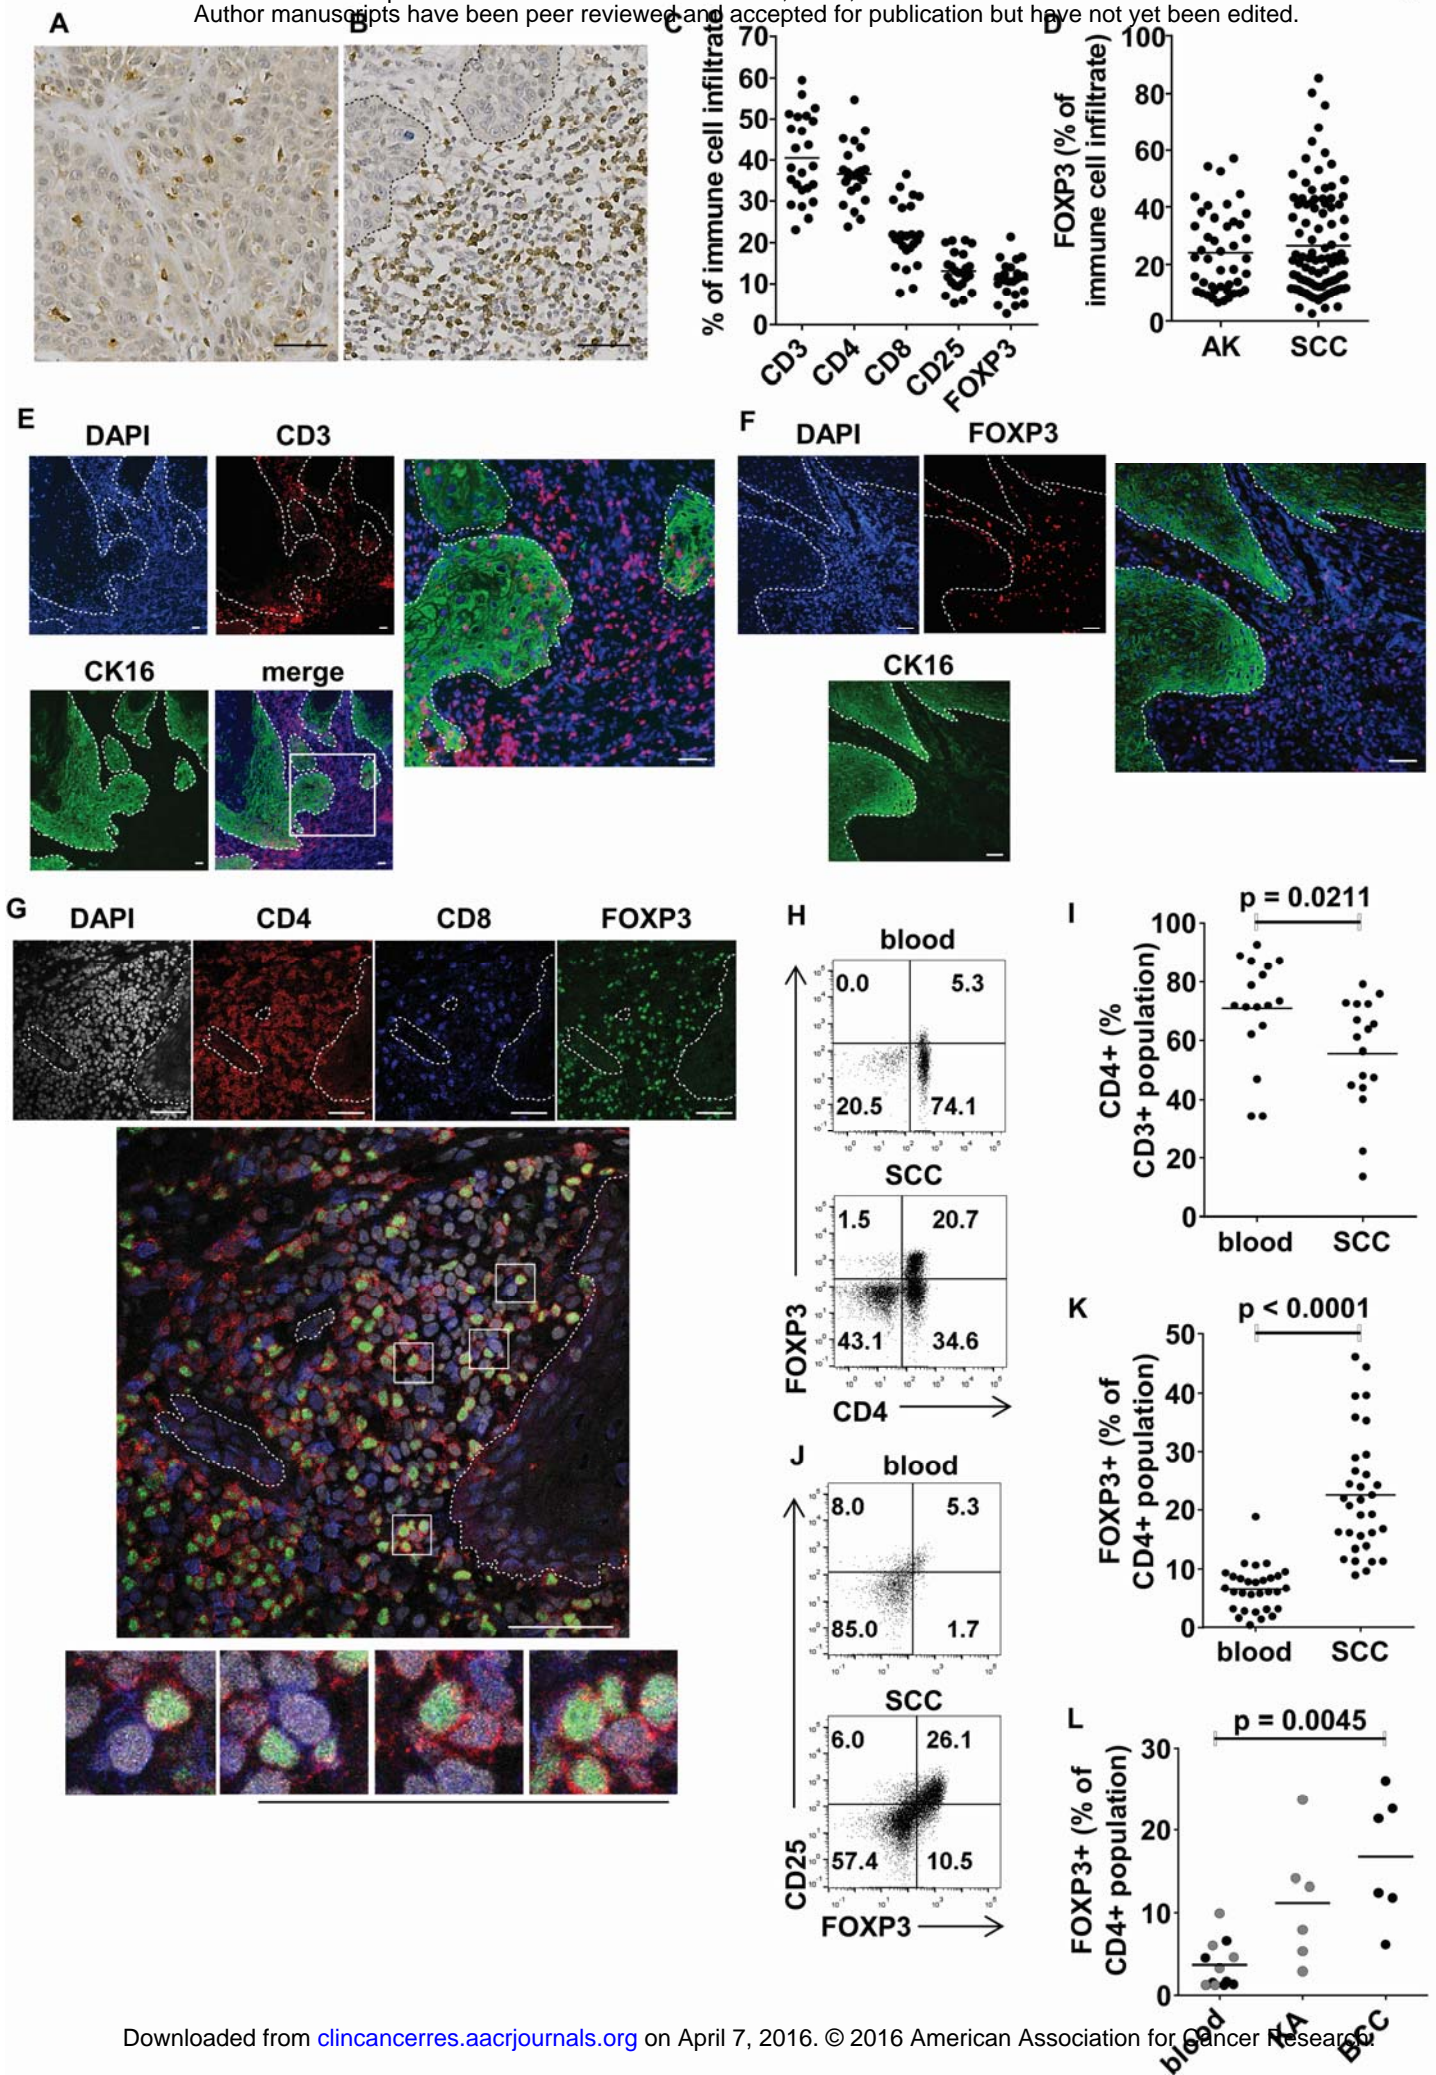 Author manuscripts have been peer reviewed and accepted for publication but have not yet been edited.
A
B
C
% of immune cell infiltrate
70
60
50
40
30
20
10
0
CD3
CD4
CD8
CD25
FOXP3
D
FOXP3 (% of
immune cell infiltrate)
100
80
60
40
20
0
AK
SCC
E
DAPI
CD3
CK16
merge
F
DAPI
FOXP3
CK16
G
DAPI
CD4
CD8
FOXP3
H
blood
0.0
5.3
20.5
74.1
SCC
1.5
20.7
43.1
34.6
FOXP3
CD4
I
p = 0.0211
CD4+ (%
CD3+ population)
100
80
60
40
20
0
blood
SCC
J
blood
8.0
5.3
85.0
1.7
SCC
6.0
26.1
57.4
10.5
CD25
FOXP3
K
p < 0.0001
FOXP3+ (% of
CD4+ population)
50
40
30
20
10
0
blood
SCC
L
p = 0.0045
FOXP3+ (% of
CD4+ population)
30
20
10
0
blood
KA
BCC
Downloaded from clincancerres.aacrjournals.org on April 7, 2016. © 2016 American Association for Cancer Research.